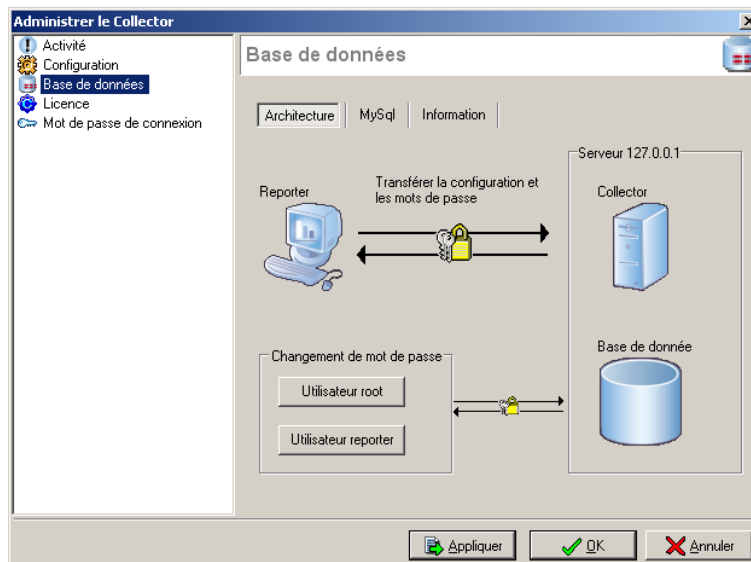 Administrer le Collector
Activité
Configuration
Base de données
Licence
Mot de passe de connexion
Base de données
Architecture
MySql
Information
Serveur 127.0.0.1
Reporter
Transférer la configuration et
les mots de passe
Collector
Changement de mot de passe
Utilisateur root
Utilisateur reporter
Base de donnée
Appliquer
OK
Annuler